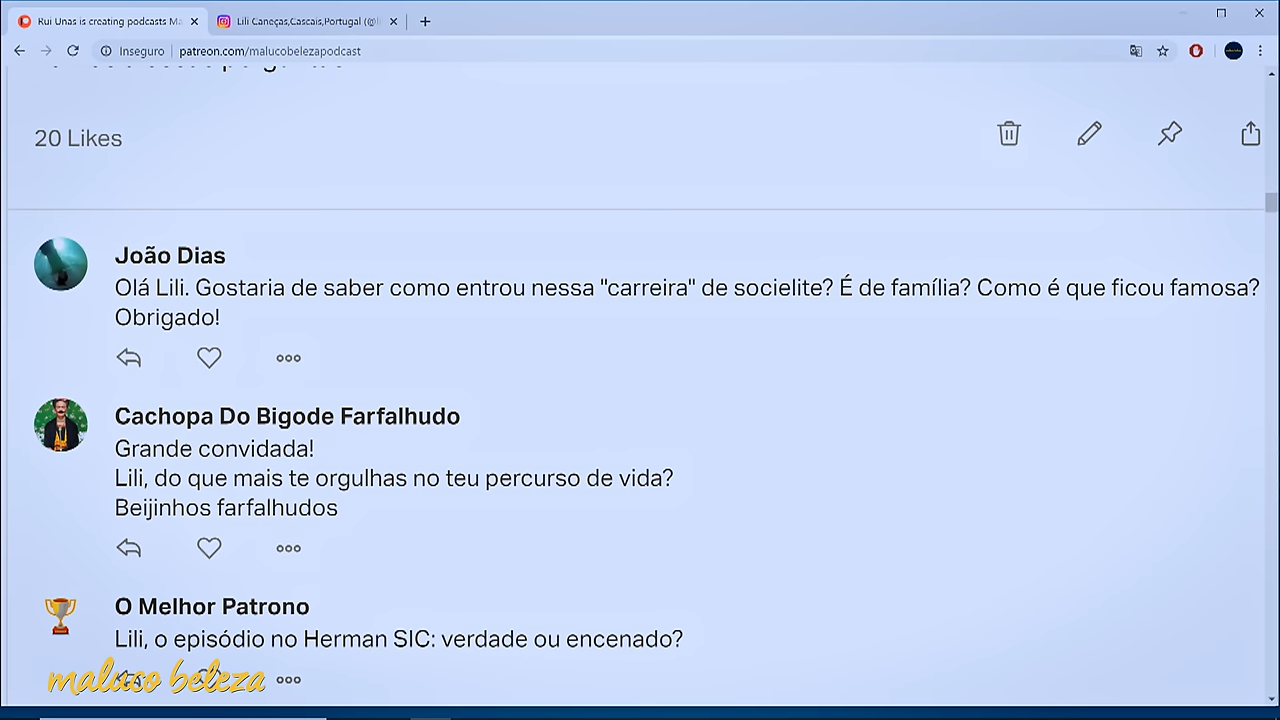 Rui Unas is creating podcasts Ma
Lili Caneças,Cascais,Portugal (@l
Inseguro
patreon.com/malucobelezapodcast
20 Likes
João Dias
Olá Lili. Gostaria de saber como entrou nessa "carreira" de socielite? É de família? Como é que ficou famosa?
Obrigado!
Cachopa Do Bigode Farfalhudo
Grande convidada!
Lili, do que mais te orgulhas no teu percurso de vida?
Beijinhos farfalhudos
O Melhor Patrono
Lili, o episódio no Herman SIC: verdade ou encenado?
maluco beleza